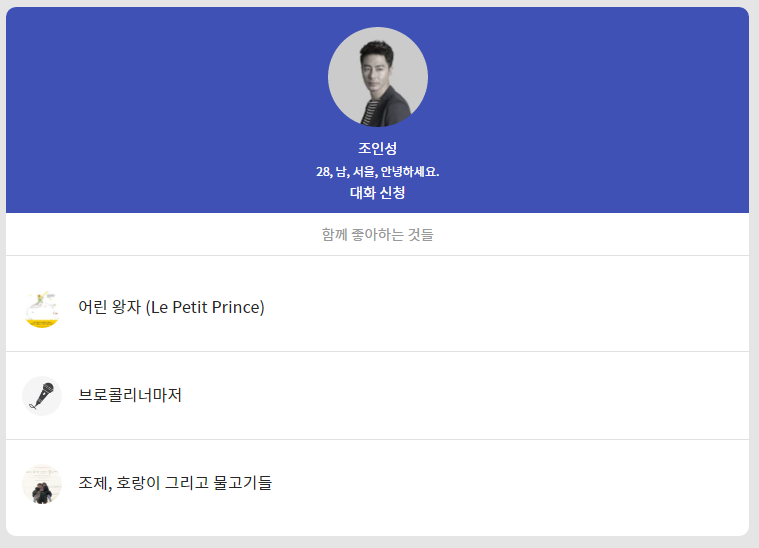 조인성
28, 남, 서울, 안녕하세요.
대화 신청
함께 좋아하는 것들
어린 왕자 (Le Petit Prince)
브로콜리너마저
조제, 호랑이 그리고 물고기들